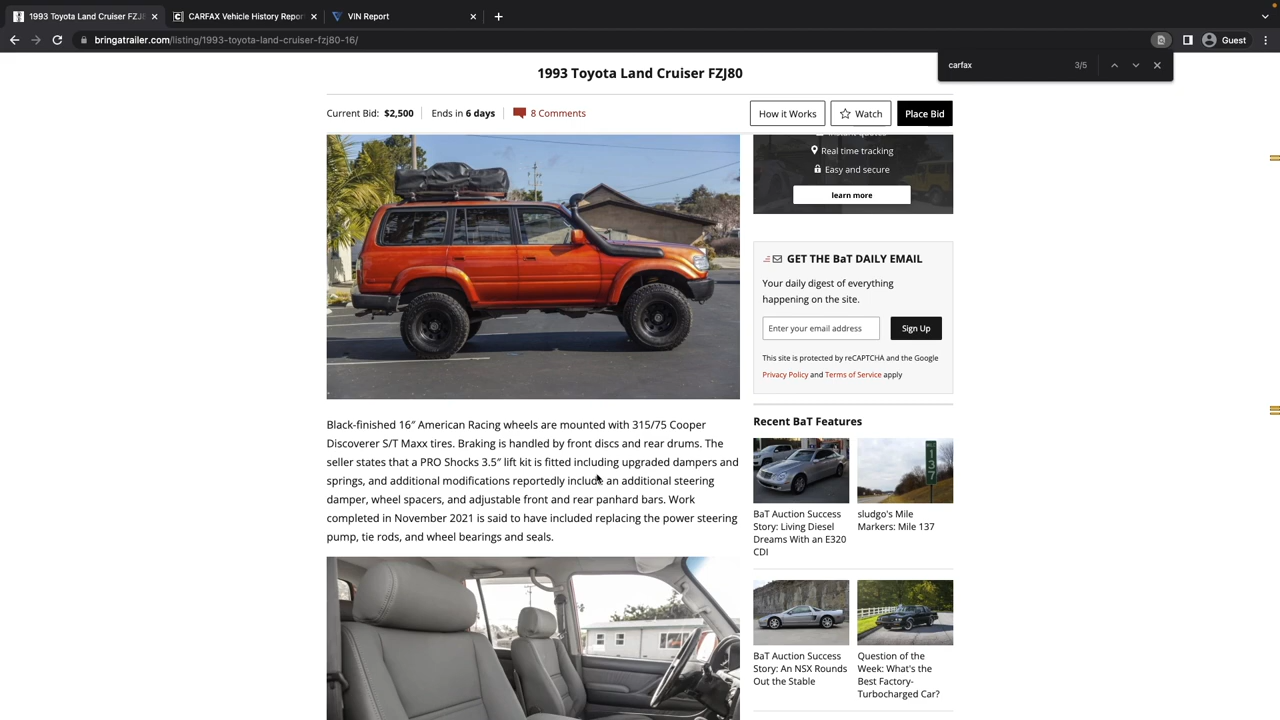 1993 Toyota Land Cruiser FZJ8
CARFAX Vehicle History Repor
VIN Report
bringatrailer.com/listing/1993-toyota-land-cruiser-fzj80-16/
Guest
carfax
3/5
1993 Toyota Land Cruiser FZJ80
Current Bid: $2,500
Ends in 6 days
8 Comments
How it Works
Watch
Place Bid
Real time tracking
Easy and secure
learn more
GET THE BaT DAILY EMAIL
Your daily digest of everything
happening on the site.
Enter your email address
Sign Up
This site is protected by reCAPTCHA and the Google
Privacy Policy and Terms of Service apply
Black-finished 16″ American Racing wheels are mounted with 315/75 Cooper
Discoverer S/T Maxx tires. Braking is handled by front discs and rear drums. The
seller states that a PRO Shocks 3.5″ lift kit is fitted including upgraded dampers and
springs, and additional modifications reportedly include an additional steering
damper, wheel spacers, and adjustable front and rear panhard bars. Work
completed in November 2021 is said to have included replacing the power steering
pump, tie rods, and wheel bearings and seals.
Recent BaT Features
137
BaT Auction Success
Story: Living Diesel
Dreams With an E320
CDI
sludgo's Mile
Markers: Mile 137
BaT Auction Success
Story: An NSX Rounds
Out the Stable
Question of the
Week: What's the
Best Factory-
Turbocharged Car?